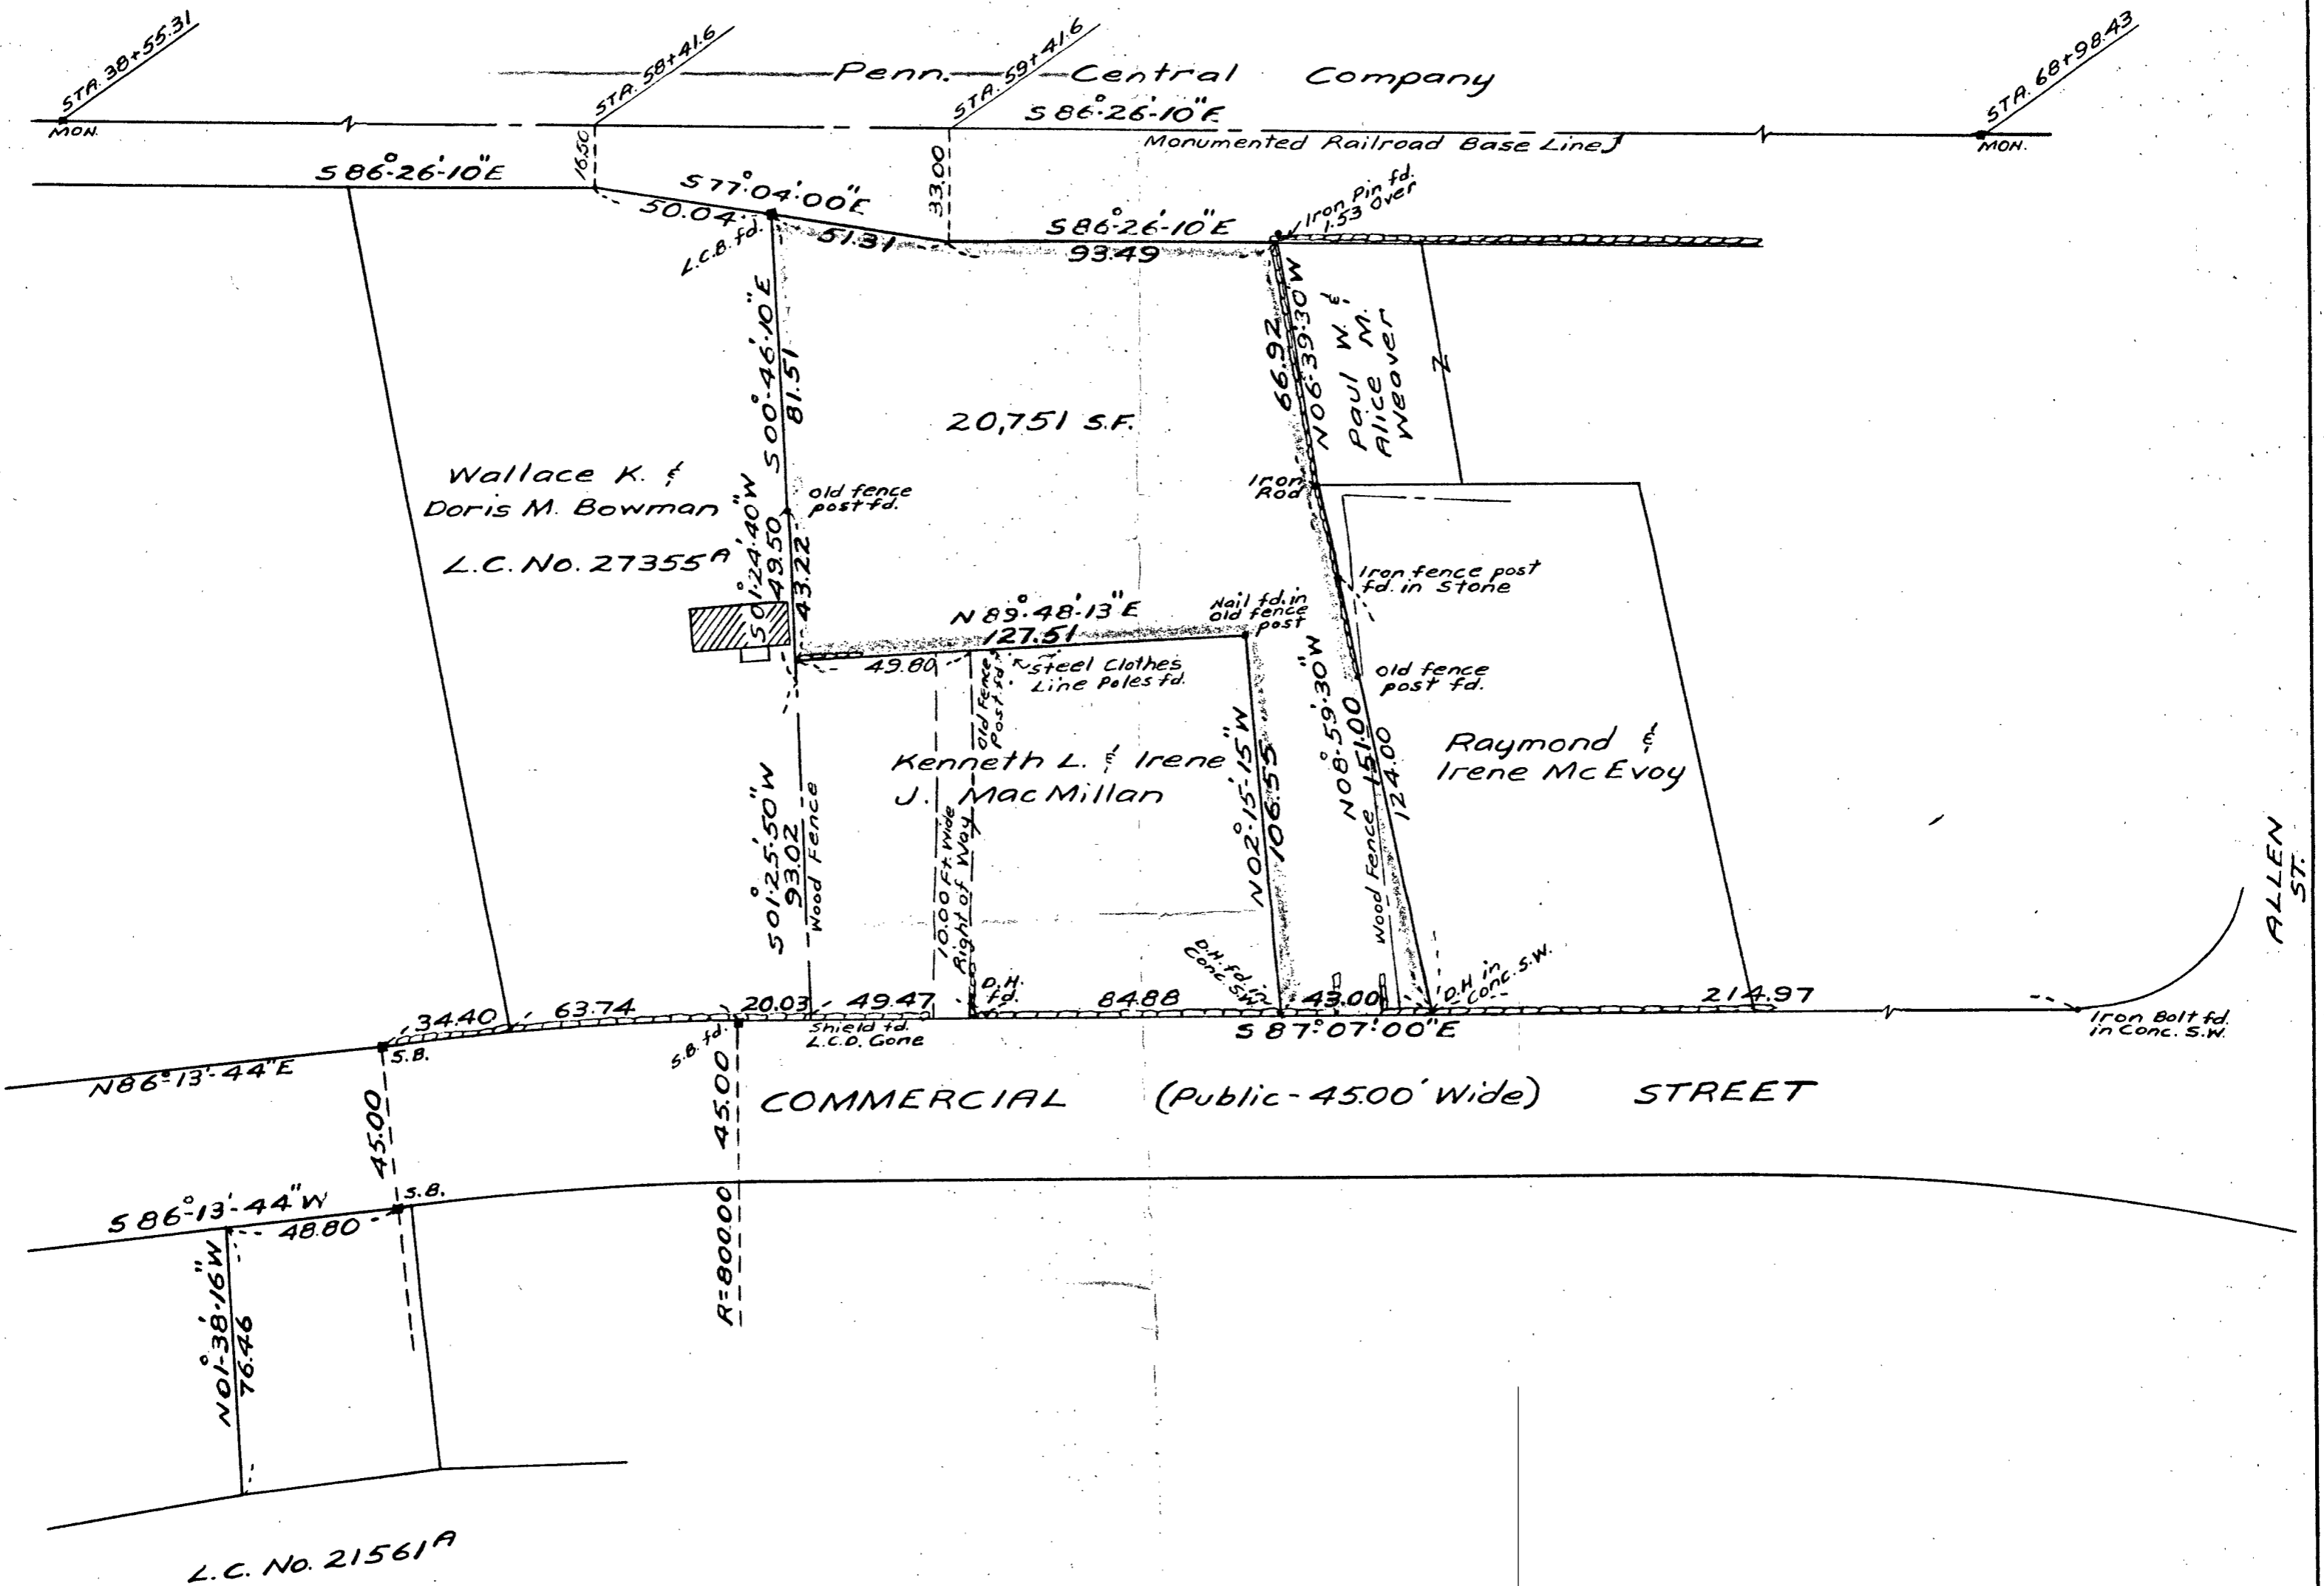 STA. 38+55.31
STA. 58+41.6
STA. 59+41.6
STA. 68+98.43
Penn. Central Company
S 86°-26'-10"E
Monumented Railroad Base Line
MON.
MON.
16.50
33.00
S 86°-26'-10"E
S 77°-04'-00"E
50.04
51.31
L.C.B. fd.
S 86°-26'-10"E
93.49
Iron Pin fd.
1.53 Over
S 00°-46'-10"E
81.51
66.92
N 06°-39'-30"W
Paul W. &
Alice M.
Weaver
20,751 S.F.
Wallace K. &
Doris M. Bowman
L.C. No. 27355A
S 01°-24'-40"W
49.50
43.22
old fence
post fd.
Iron
Rod
Iron fence post
fd. in Stone
N 89°-48'-13"E
127.51
Nail fd. in
old fence
post
49.80
Steel Clothes
Line Poles fd.
Old Fence
Post fd.
old fence
post fd.
N 08°-59'-30"W
151.00
124.00
Wood Fence
Raymond &
Irene McEvoy
Kenneth L. & Irene
J. MacMillan
N 02°-15'-15"W
106.55
S 01°-25'-50"W
93.02
Wood Fence
10.00 Ft. Wide
Right of Way
ALLEN
ST.
34.40
63.74
20.03
49.47
D.H.
fd.
84.88
D.H. fd. in
Conc. S.W.
43.00
D.H. in
Conc. S.W.
214.97
S.B.
S.B. fd.
Shield fd.
L.C.D. Gone
S 87°-07'-00"E
Iron Bolt fd.
in Conc. S.W.
N 86°-13'-44"E
45.00
45.00
COMMERCIAL (Public - 45.00' Wide) STREET
S.B.
S 86°-13'-44"W
48.80
R=800.00
N 01°-38'-16"W
76.46
L.C. No. 21561A